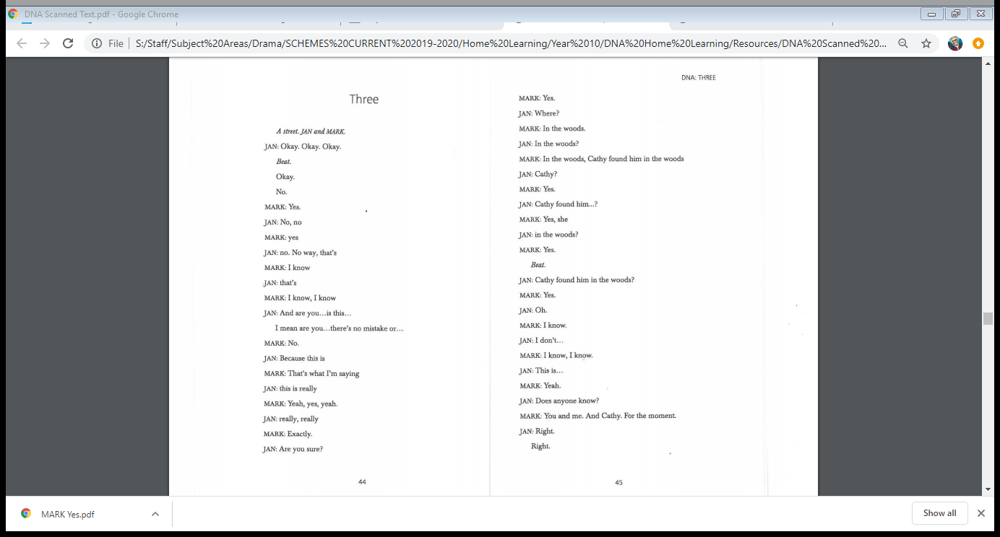 DNA Scanned Text.pdf - Google Chrome
File | S:/Staff/Subject%20Areas/Drama/SCHEMES%20CURRENT%202019-2020/Home%20Learning/Year%2010/DNA%20Home%20Learning/Resources/DNA%20Scanned%20...
Three
A street. JAN and MARK.
JAN: Okay. Okay. Okay.
Beat.
Okay.
No.
MARK: Yes.
JAN: No, no
MARK: yes
JAN: no. No way, that's
MARK: I know
JAN: that's
MARK: I know, I know
JAN: And are you...is this...
I mean are you...there's no mistake or...
MARK: No.
JAN: Because this is
MARK: That's what I'm saying
JAN: this is really
MARK: Yeah, yes, yeah.
JAN: really, really
MARK: Exactly.
JAN: Are you sure?
44
DNA: THREE
MARK: Yes.
JAN: Where?
MARK: In the woods.
JAN: In the woods?
MARK: In the woods, Cathy found him in the woods
JAN: Cathy?
MARK: Yes.
JAN: Cathy found him...?
MARK: Yes, she
JAN: in the woods?
MARK: Yes.
Beat.
JAN: Cathy found him in the woods?
MARK: Yes.
JAN: Oh.
MARK: I know.
JAN: I don't...
MARK: I know, I know.
JAN: This is...
MARK: Yeah.
JAN: Does anyone know?
MARK: You and me. And Cathy. For the moment.
JAN: Right.
Right.
45
MARK Yes.pdf
Show all